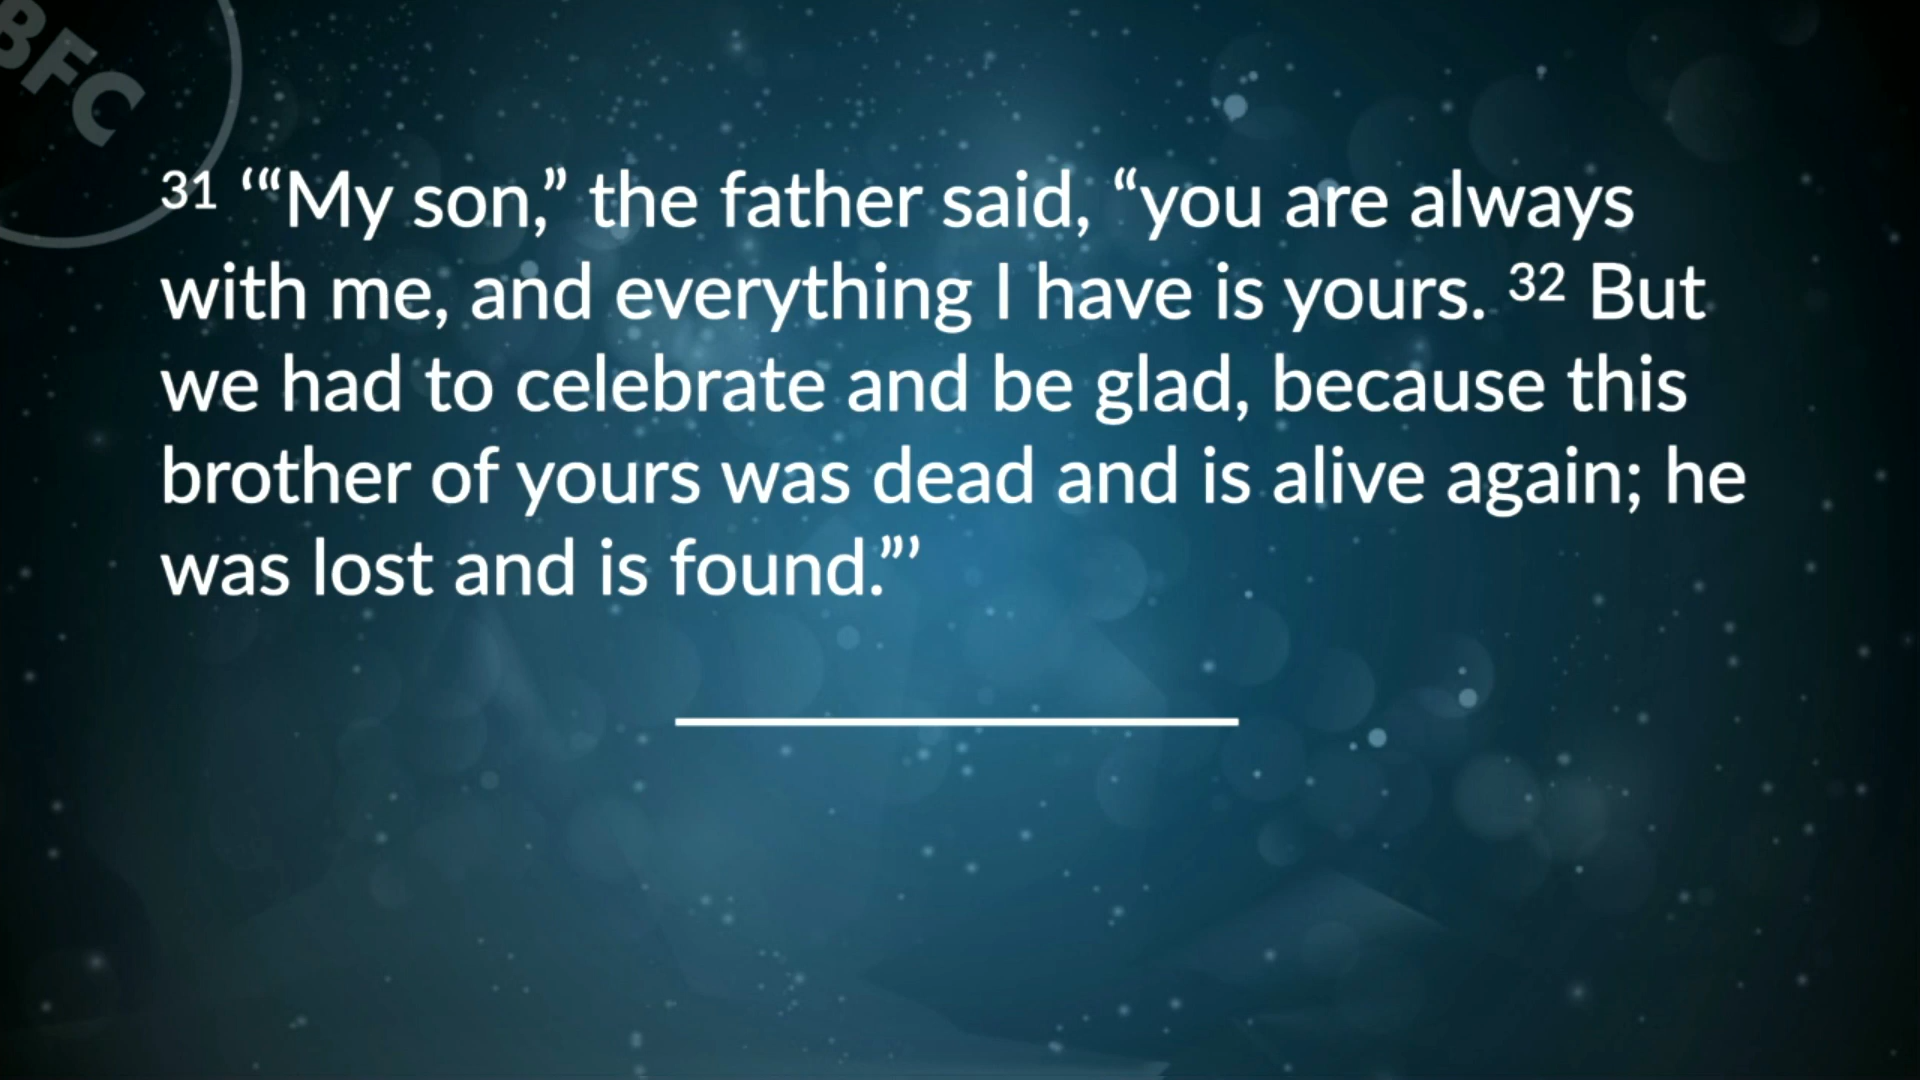 BFC
³¹ ‘“My son,” the father said, “you are always
with me, and everything I have is yours. ³² But
we had to celebrate and be glad, because this
brother of yours was dead and is alive again; he
was lost and is found.”’